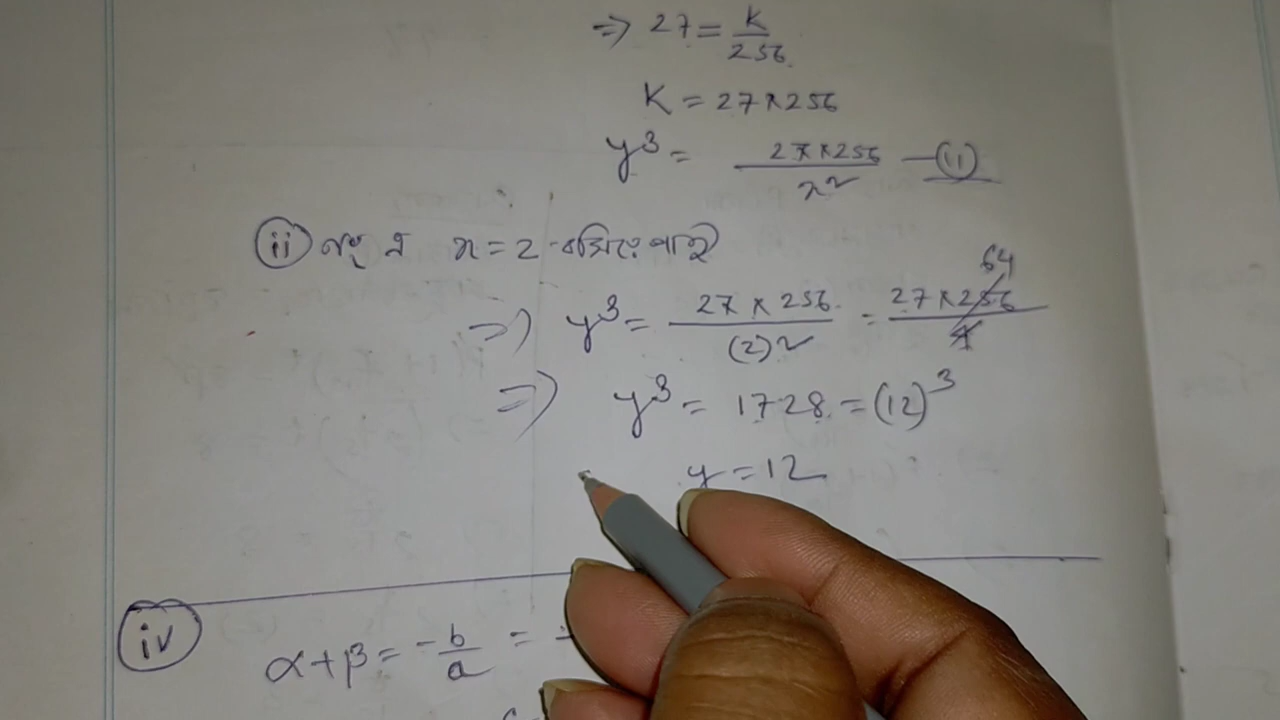 ⇒ 27 = K/256
K = 27×256
y³ = 27×256/x² —(ii)
(ii) নং এ x = 2 বসিয়ে পাই
⇒ y³ = 27 × 256/(2)² = 27×256/4 64
⇒ y³ = 1728 = (12)³
y = 12
(iv) α+β = -b/a =